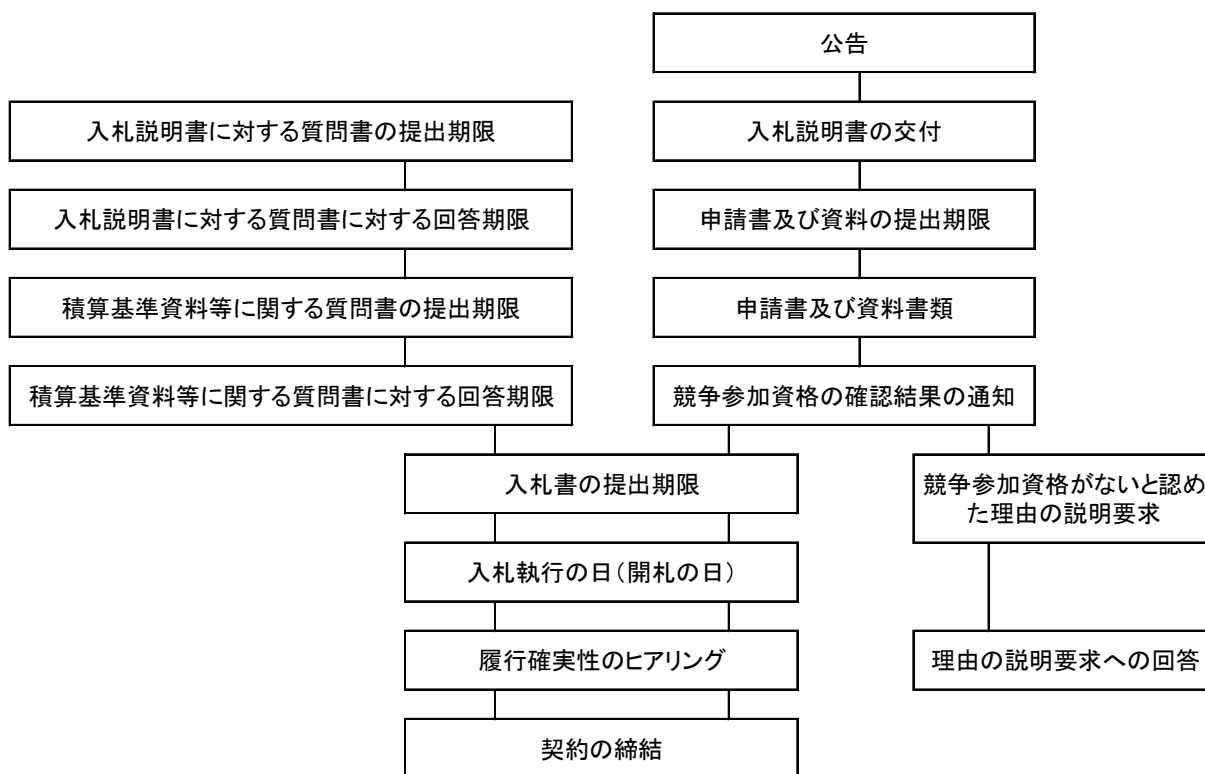 公告
入札説明書に対する質問書の提出期限
入札説明書の交付
入札説明書に対する質問書に対する回答期限
申請書及び資料の提出期限
積算基準資料等に関する質問書の提出期限
申請書及び資料書類
積算基準資料等に関する質問書に対する回答期限
競争参加資格の確認結果の通知
入札書の提出期限
競争参加資格がないと認め
た理由の説明要求
入札執行の日（開札の日）
履行確実性のヒアリング
理由の説明要求への回答
契約の締結